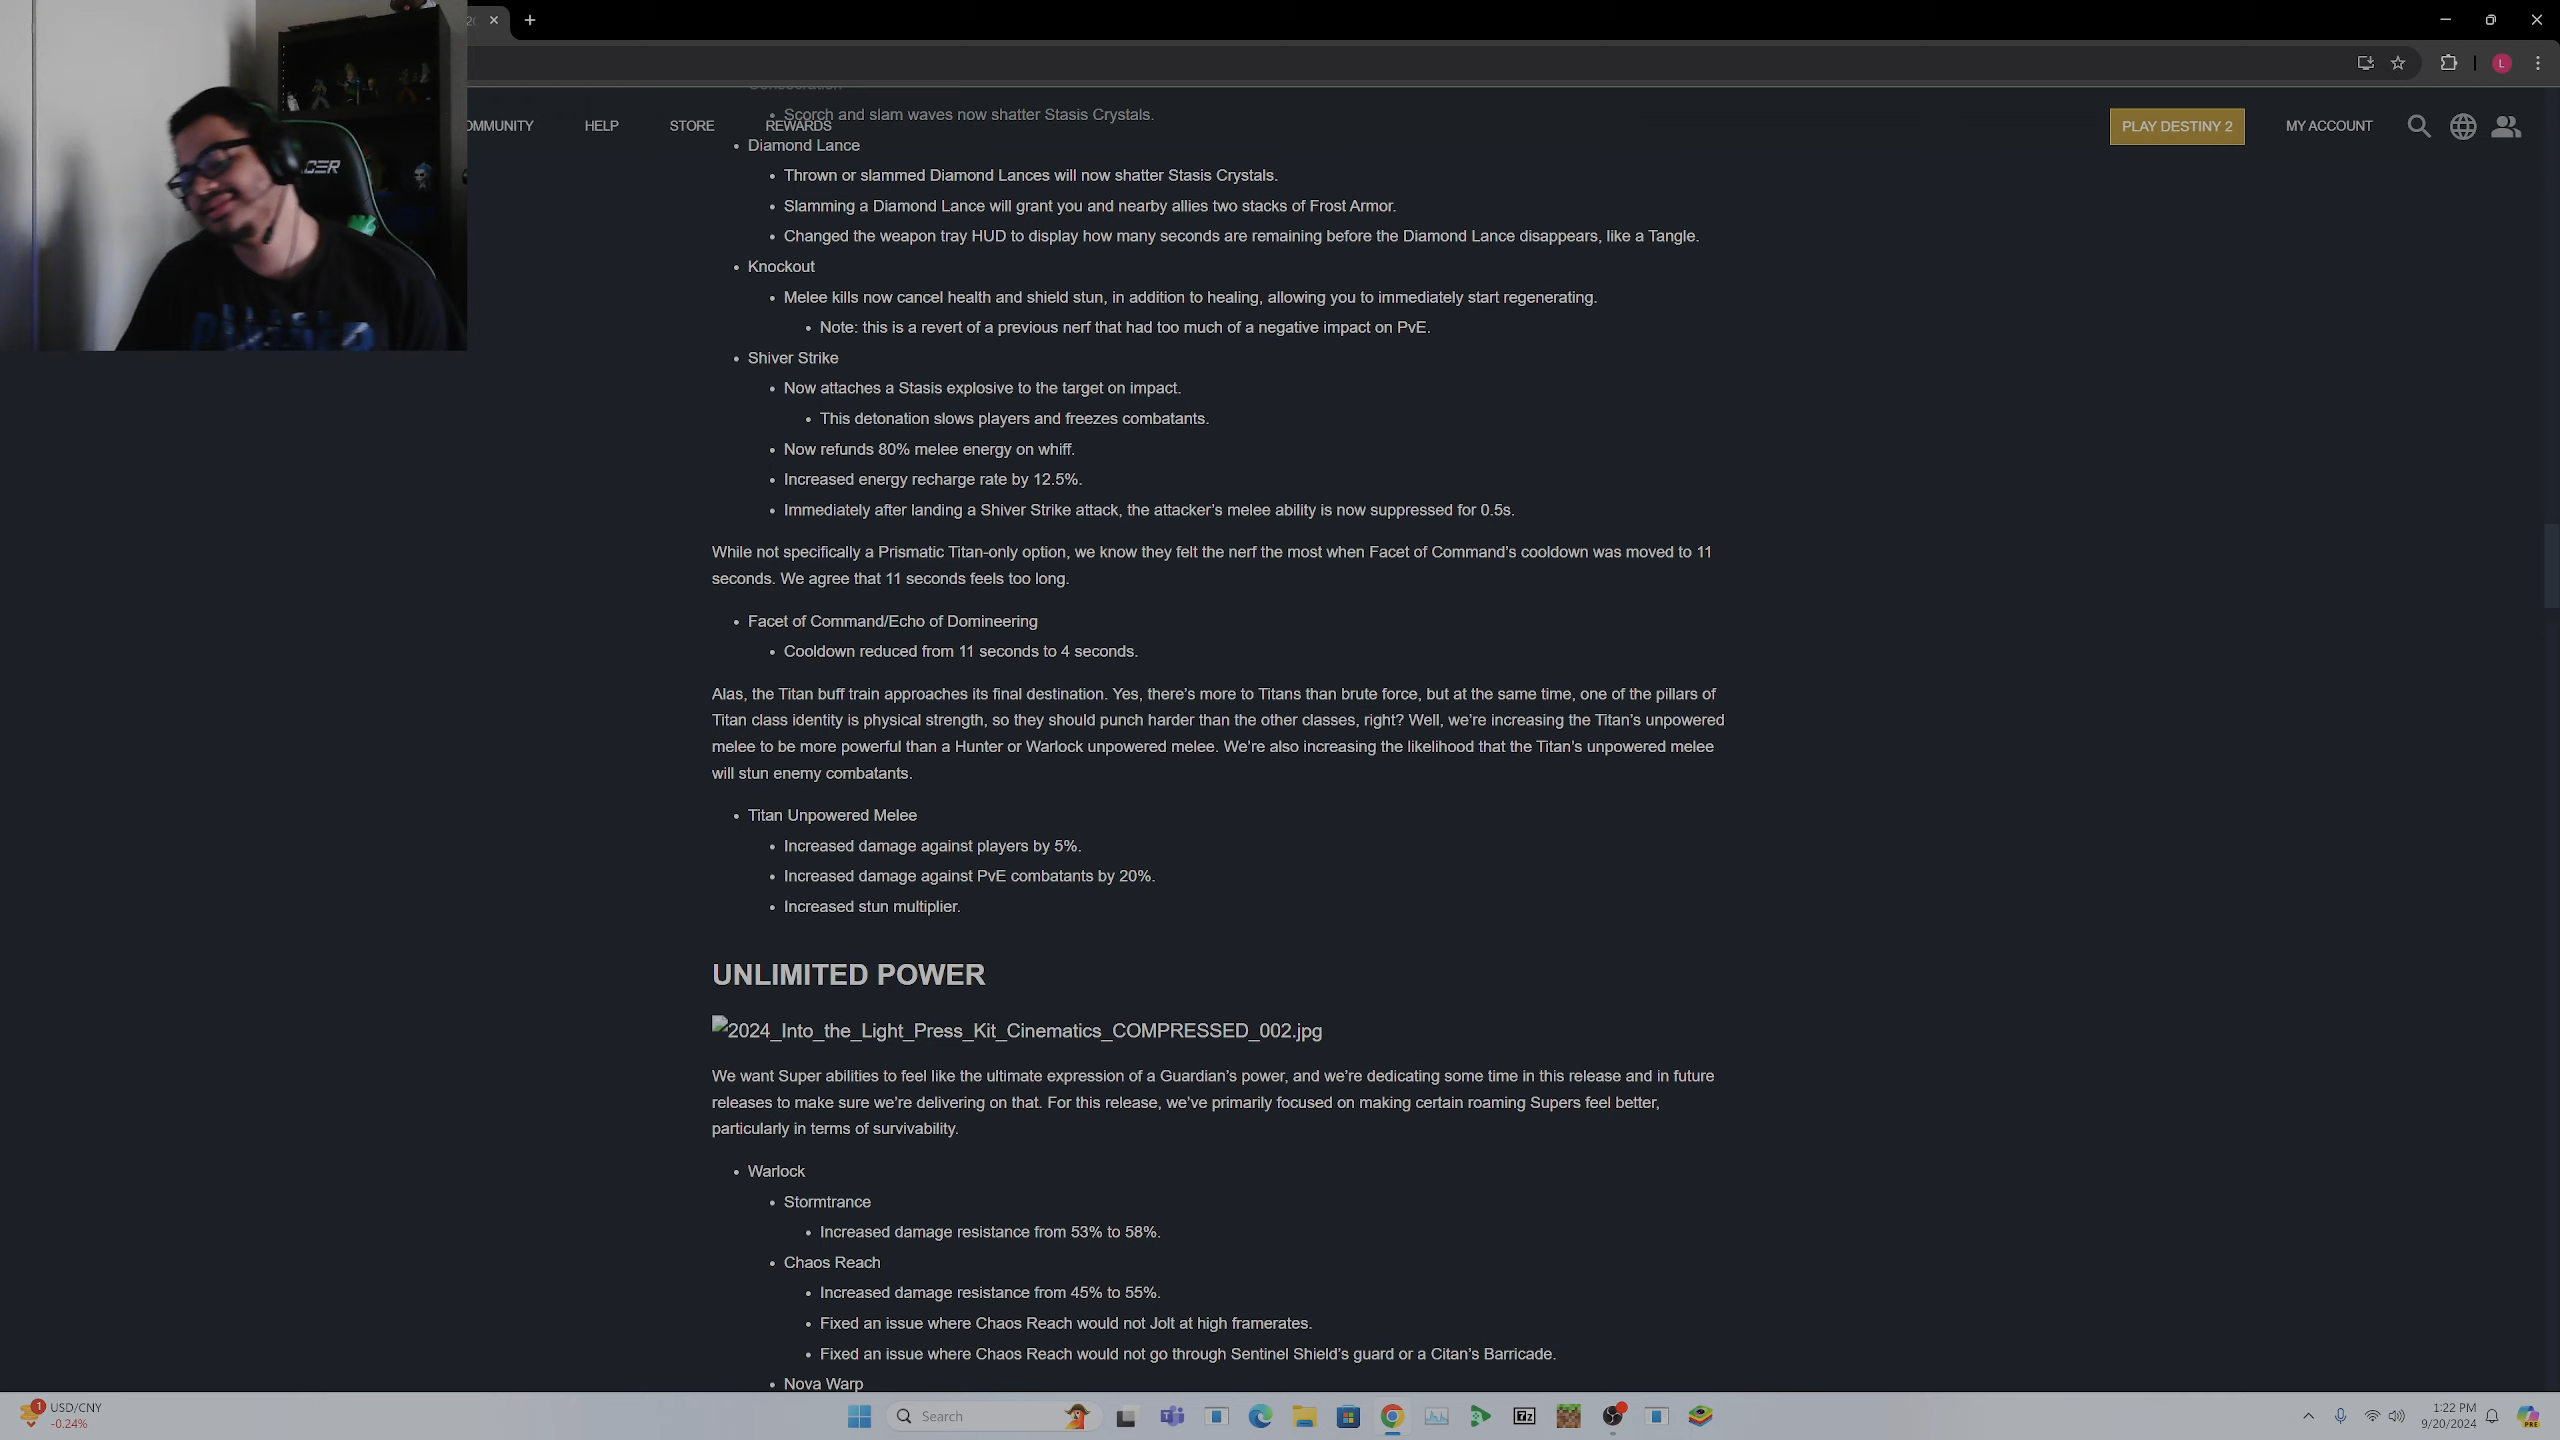 OMMUNITY
HELP
STORE
REWARDS
PLAY DESTINY 2
MY ACCOUNT
L
• Scorch and slam waves now shatter Stasis Crystals.
• Diamond Lance
• Thrown or slammed Diamond Lances will now shatter Stasis Crystals.
• Slamming a Diamond Lance will grant you and nearby allies two stacks of Frost Armor.
• Changed the weapon tray HUD to display how many seconds are remaining before the Diamond Lance disappears, like a Tangle.
• Knockout
• Melee kills now cancel health and shield stun, in addition to healing, allowing you to immediately start regenerating.
• Note: this is a revert of a previous nerf that had too much of a negative impact on PvE.
• Shiver Strike
• Now attaches a Stasis explosive to the target on impact.
• This detonation slows players and freezes combatants.
• Now refunds 80% melee energy on whiff.
• Increased energy recharge rate by 12.5%.
• Immediately after landing a Shiver Strike attack, the attacker’s melee ability is now suppressed for 0.5s.
While not specifically a Prismatic Titan-only option, we know they felt the nerf the most when Facet of Command’s cooldown was moved to 11
seconds. We agree that 11 seconds feels too long.
• Facet of Command/Echo of Domineering
• Cooldown reduced from 11 seconds to 4 seconds.
Alas, the Titan buff train approaches its final destination. Yes, there’s more to Titans than brute force, but at the same time, one of the pillars of
Titan class identity is physical strength, so they should punch harder than the other classes, right? Well, we’re increasing the Titan’s unpowered
melee to be more powerful than a Hunter or Warlock unpowered melee. We’re also increasing the likelihood that the Titan’s unpowered melee
will stun enemy combatants.
• Titan Unpowered Melee
• Increased damage against players by 5%.
• Increased damage against PvE combatants by 20%.
• Increased stun multiplier.
UNLIMITED POWER
2024_Into_the_Light_Press_Kit_Cinematics_COMPRESSED_002.jpg
We want Super abilities to feel like the ultimate expression of a Guardian’s power, and we’re dedicating some time in this release and in future
releases to make sure we’re delivering on that. For this release, we’ve primarily focused on making certain roaming Supers feel better,
particularly in terms of survivability.
• Warlock
• Stormtrance
• Increased damage resistance from 53% to 58%.
• Chaos Reach
• Increased damage resistance from 45% to 55%.
• Fixed an issue where Chaos Reach would not Jolt at high framerates.
• Fixed an issue where Chaos Reach would not go through Sentinel Shield’s guard or a Citan’s Barricade.
• Nova Warp
1
USD/CNY
-0.24%
Search
7z
1:22 PM
9/20/2024
PRE